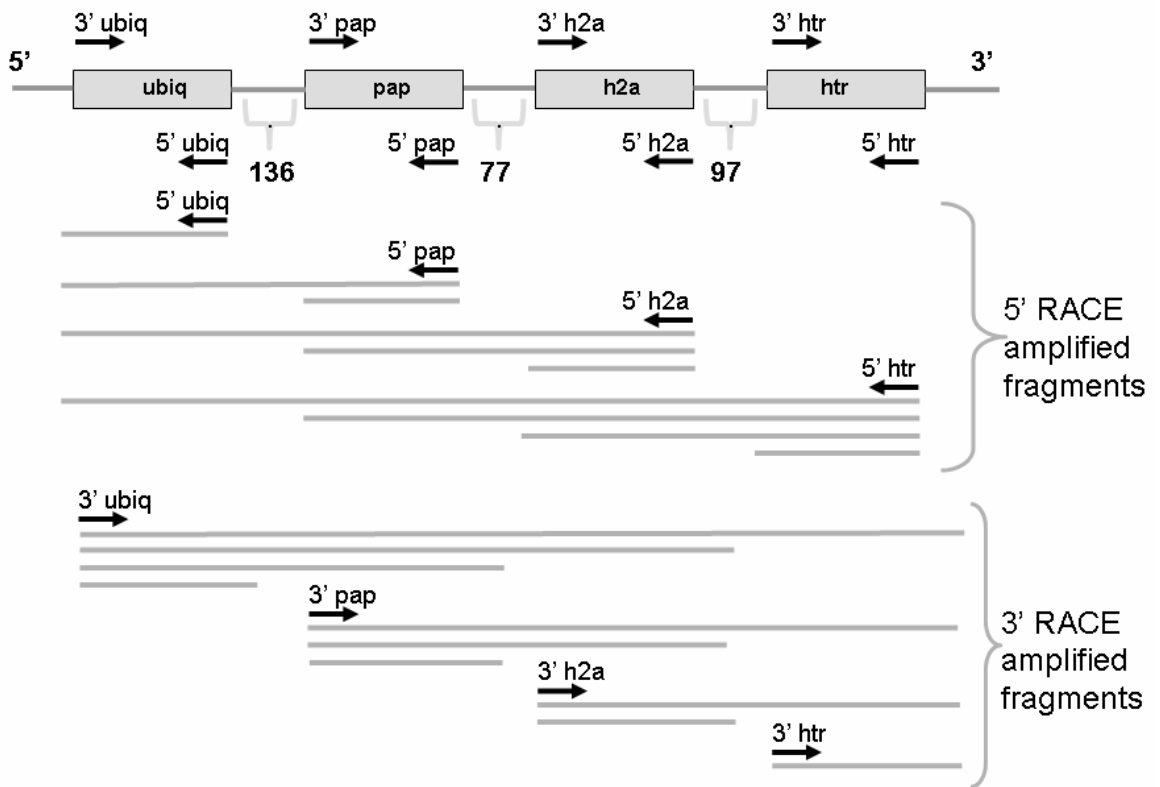 3' ubiq 3' pap 3' h2a 3' htr
5' 3'
ubiq pap h2a htr
5' ubiq 5' pap 5' h2a 5' htr
136 77 97
5' ubiq
5' pap
5' h2a
5' htr
5' RACE
amplified
fragments
3' ubiq
3' pap
3' h2a
3' htr
3' RACE
amplified
fragments